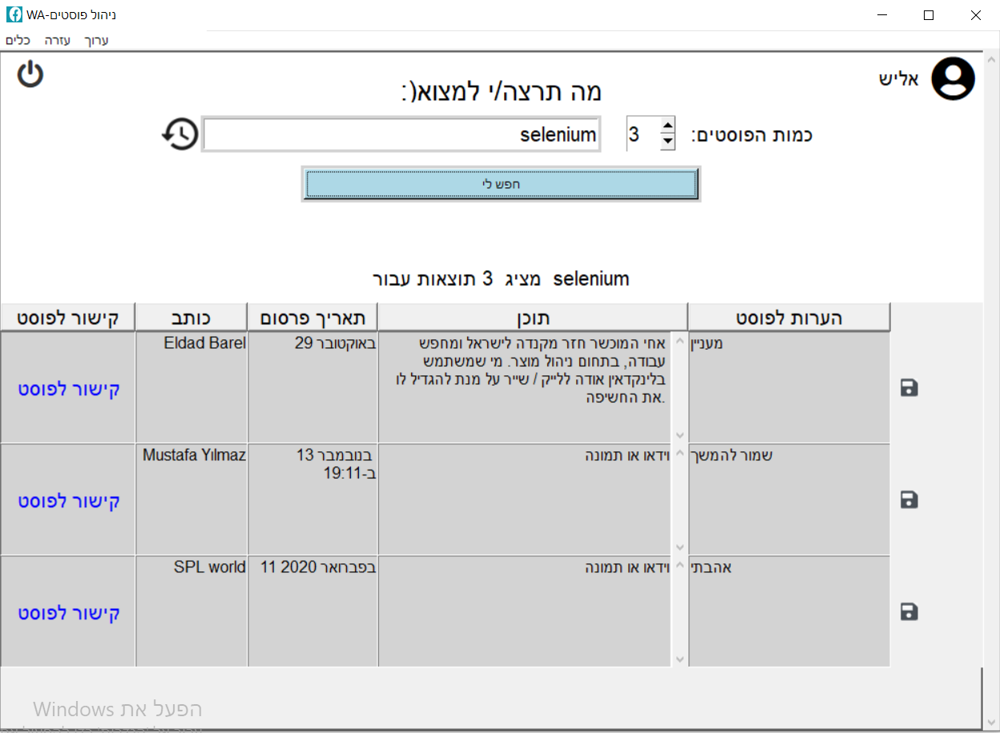 ניהול פוסטים-WA
כלים עזרה ערוך
אליש
מה תרצה/י למצוא(:
כמות הפוסטים: 3 selenium
חפש לי
selenium מציג 3 תוצאות עבור
הערות לפוסט תוכן תאריך פרסום כותב קישור לפוסט
מעניין
אחי המוכשר חזר מקנדה לישראל ומחפש
עבודה, בתחום ניהול מוצר. מי שמשתמש
בלינקדאין אודה ללייק / שייר על מנת להגדיל לו
את החשיפה.
29 באוקטובר
Eldad Barel
קישור לפוסט
שמור להמשך
וידאו או תמונה
13 בנובמבר
ב-19:11
Mustafa Yılmaz
קישור לפוסט
אהבתי
וידאו או תמונה
11 בפברואר 2020
SPL world
קישור לפוסט
הפעל את Windows